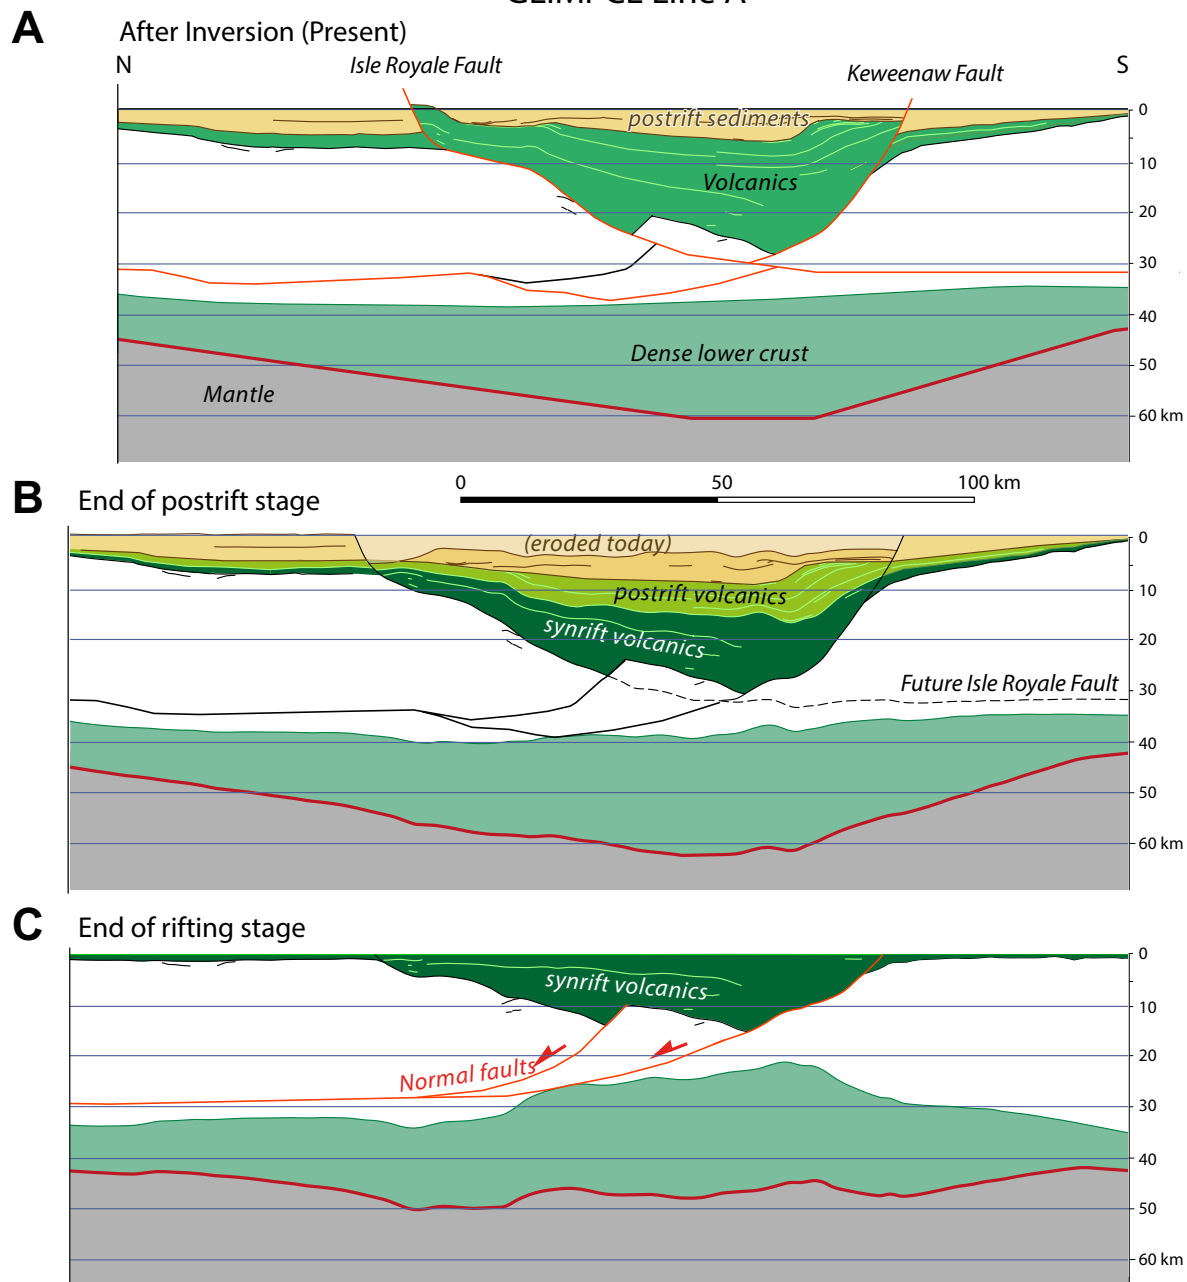 A
After Inversion (Present)
N
Isle Royale Fault
Keweenaw Fault
S
postrift sediments
Volcanics
Dense lower crust
Mantle
0
10
20
30
40
50
60 km
B
End of postrift stage
0
50
100 km
(eroded today)
postrift volcanics
synrift volcanics
Future Isle Royale Fault
0
10
20
30
40
50
60 km
C
End of rifting stage
synrift volcanics
Normal faults
0
10
20
30
40
50
60 km